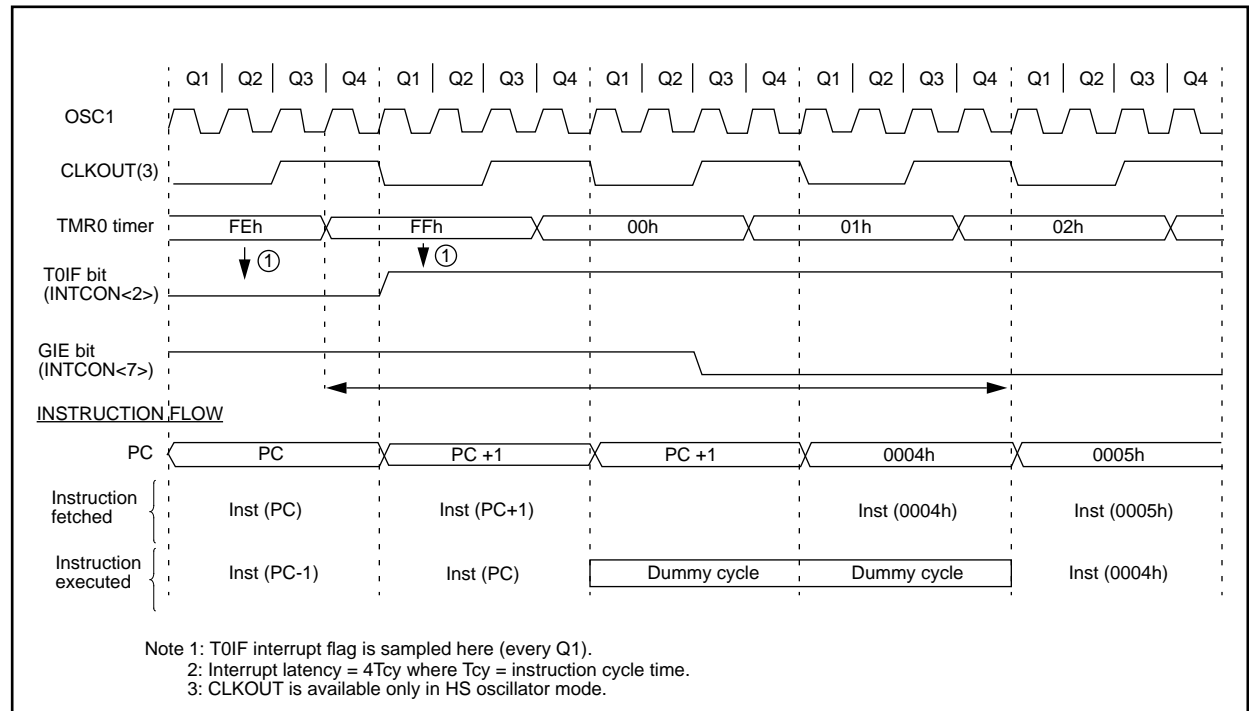 Q1 Q2 Q3 Q4 Q1 Q2 Q3 Q4 Q1 Q2 Q3 Q4 Q1 Q2 Q3 Q4 Q1 Q2 Q3 Q4
OSC1
CLKOUT(3)
TMR0 timer FEh FFh 00h 01h 02h
1 1
T0IF bit
(INTCON<2>)
GIE bit
(INTCON<7>)
INSTRUCTION FLOW
PC PC PC +1 PC +1 0004h 0005h
Instruction
fetched
Inst (PC) Inst (PC+1) Inst (0004h) Inst (0005h)
Instruction
executed
Inst (PC-1) Inst (PC) Dummy cycle Dummy cycle Inst (0004h)
Note 1: T0IF interrupt flag is sampled here (every Q1).
2: Interrupt latency = 4Tcy where Tcy = instruction cycle time.
3: CLKOUT is available only in HS oscillator mode.